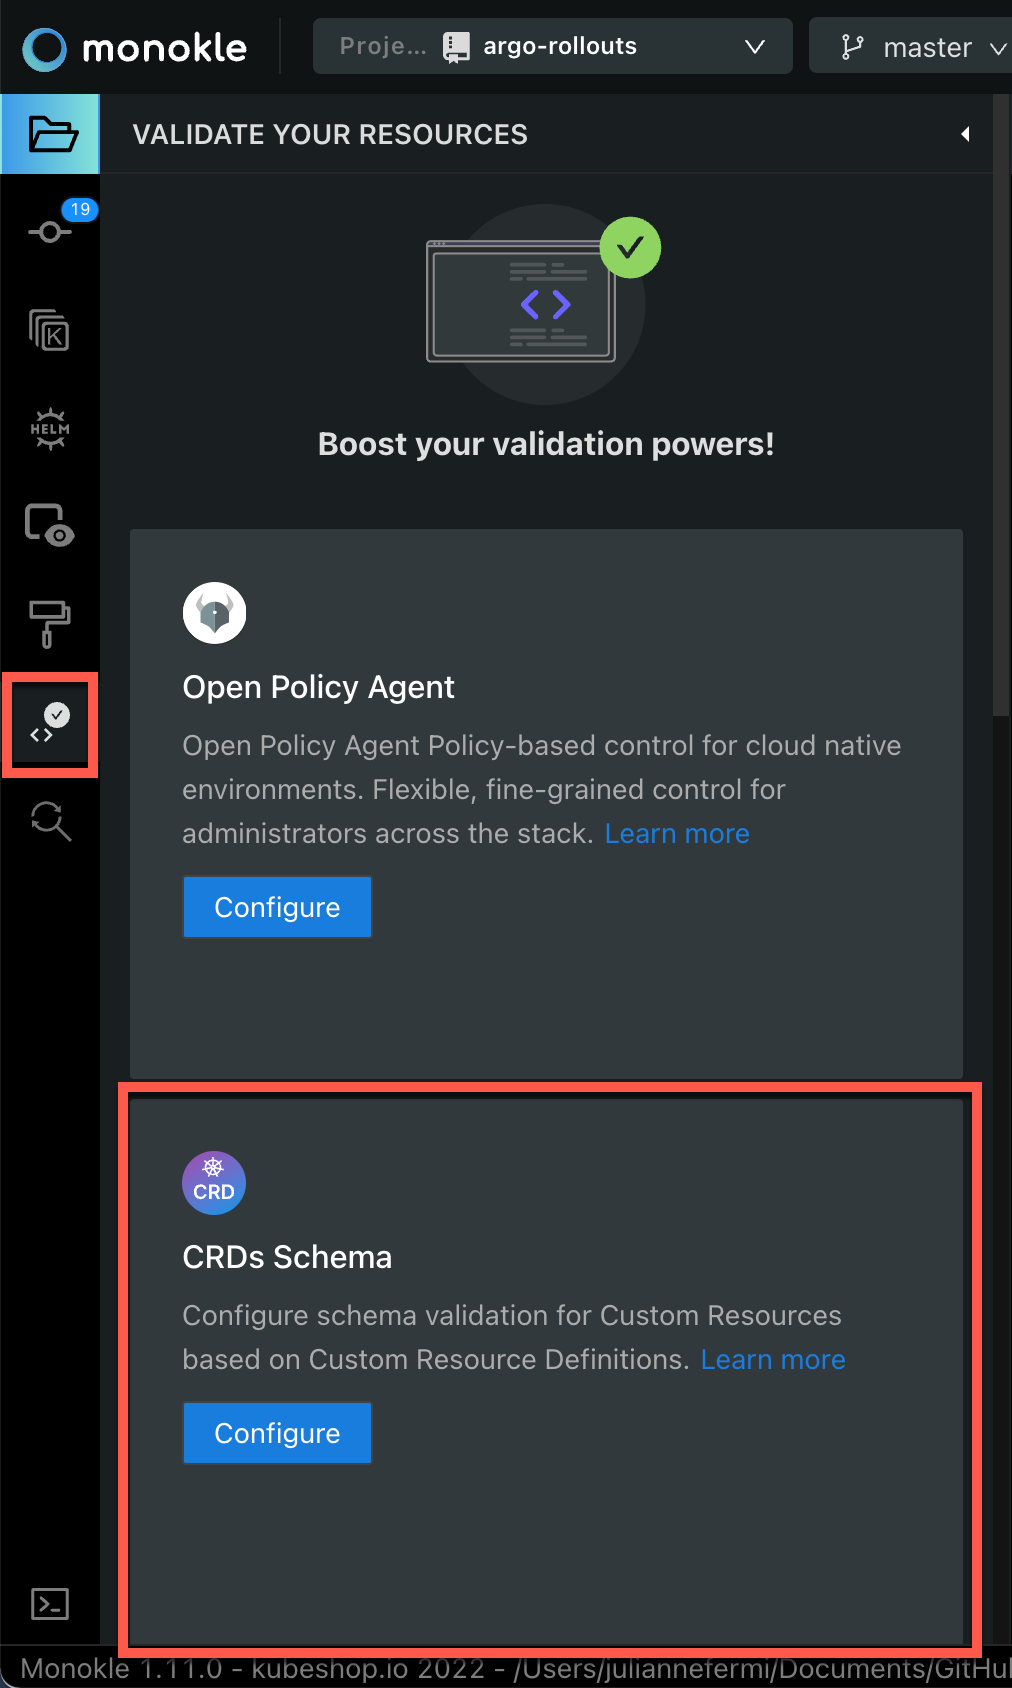 monokle
Proje... argo-rollouts
master
VALIDATE YOUR RESOURCES
19
K
HELM
Boost your validation powers!
Open Policy Agent
Open Policy Agent Policy-based control for cloud native
environments. Flexible, fine-grained control for
administrators across the stack. Learn more
Configure
CRD
CRDs Schema
Configure schema validation for Custom Resources
based on Custom Resource Definitions. Learn more
Configure
Monokle 1.11.0 - kubeshop.io 2022 - /Users/juliannefermi/Documents/GitHu